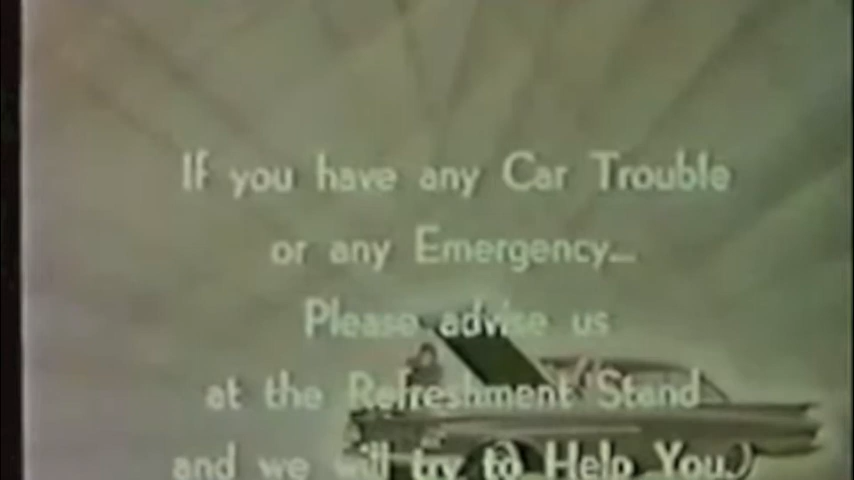 If you have any Car Trouble
or any Emergency...
Please advise us
at the Refreshment Stand
and we will try to Help You.)